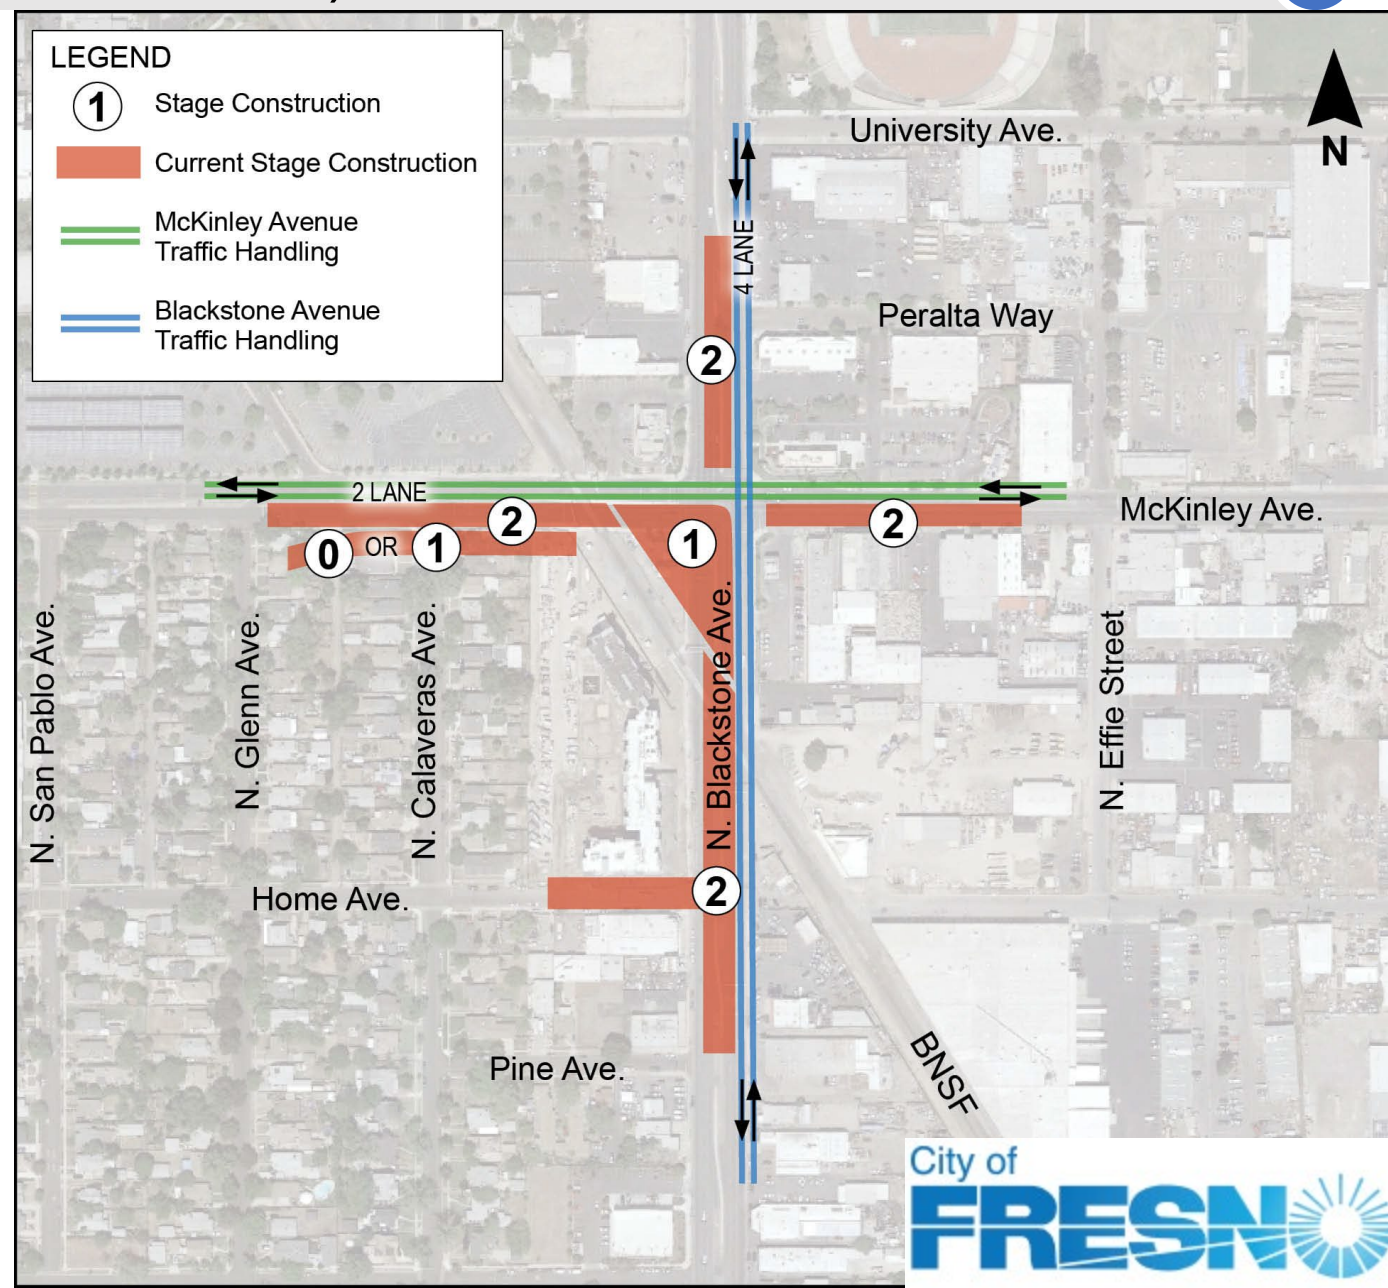 LEGEND
1
Stage Construction
Current Stage Construction
McKinley Avenue
Traffic Handling
Blackstone Avenue
Traffic Handling
N
University Ave.
4 LANE
Peralta Way
2
2 LANE
McKinley Ave.
2
2
0 OR 1
1
N. San Pablo Ave.
N. Glenn Ave.
N. Calaveras Ave.
N. Blackstone Ave.
N. Effie Street
Home Ave.
2
Pine Ave.
BNSF
City of
FRESNO